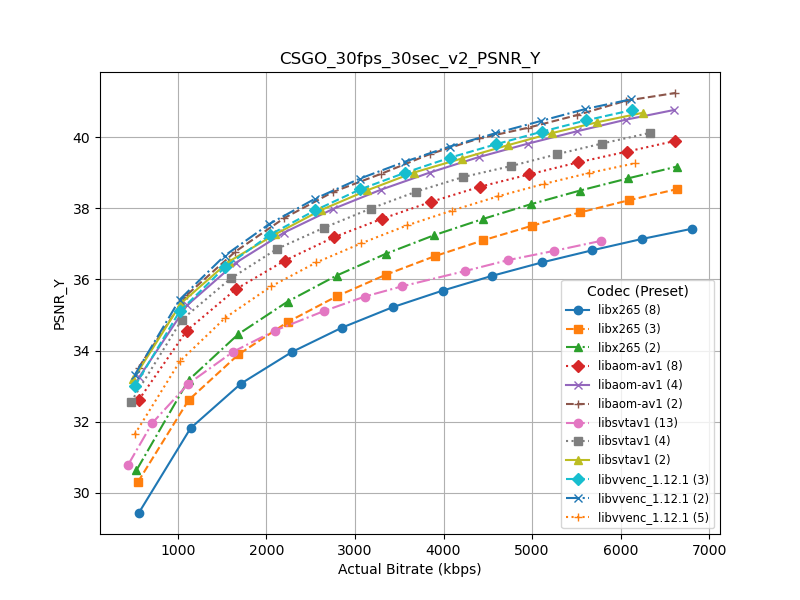 CSGO_30fps_30sec_v2_PSNR_Y
PSNR_Y
40
38
36
34
32
30
1000 2000 3000 4000 5000 6000 7000
Actual Bitrate (kbps)
Codec (Preset)
libx265 (8)
libx265 (3)
libx265 (2)
libaom-av1 (8)
libaom-av1 (4)
libaom-av1 (2)
libsvtav1 (13)
libsvtav1 (4)
libsvtav1 (2)
libvvenc_1.12.1 (3)
libvvenc_1.12.1 (2)
libvvenc_1.12.1 (5)